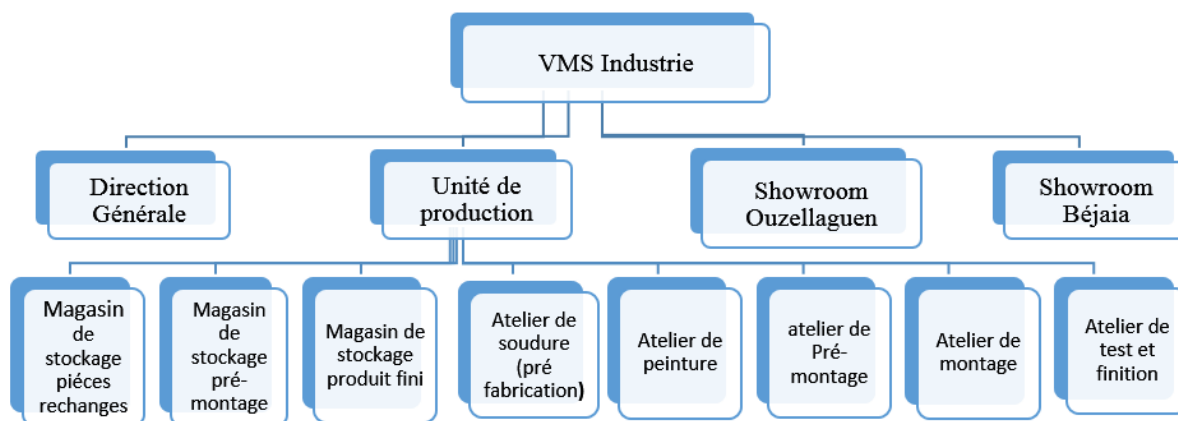 VMS Industrie
Direction
Générale
Unité de
production
Showroom
Ouzellaguen
Showroom
Béjaia
Magasin
de
stockage
piéces
rechanges
Magasin
de
stockage
pré-
montage
Magasin de
stockage
produit fini
Atelier de
soudure
(pré
fabrication)
Atelier de
peinture
atelier de
Pré-
montage
Atelier de
montage
Atelier de
test et
finition